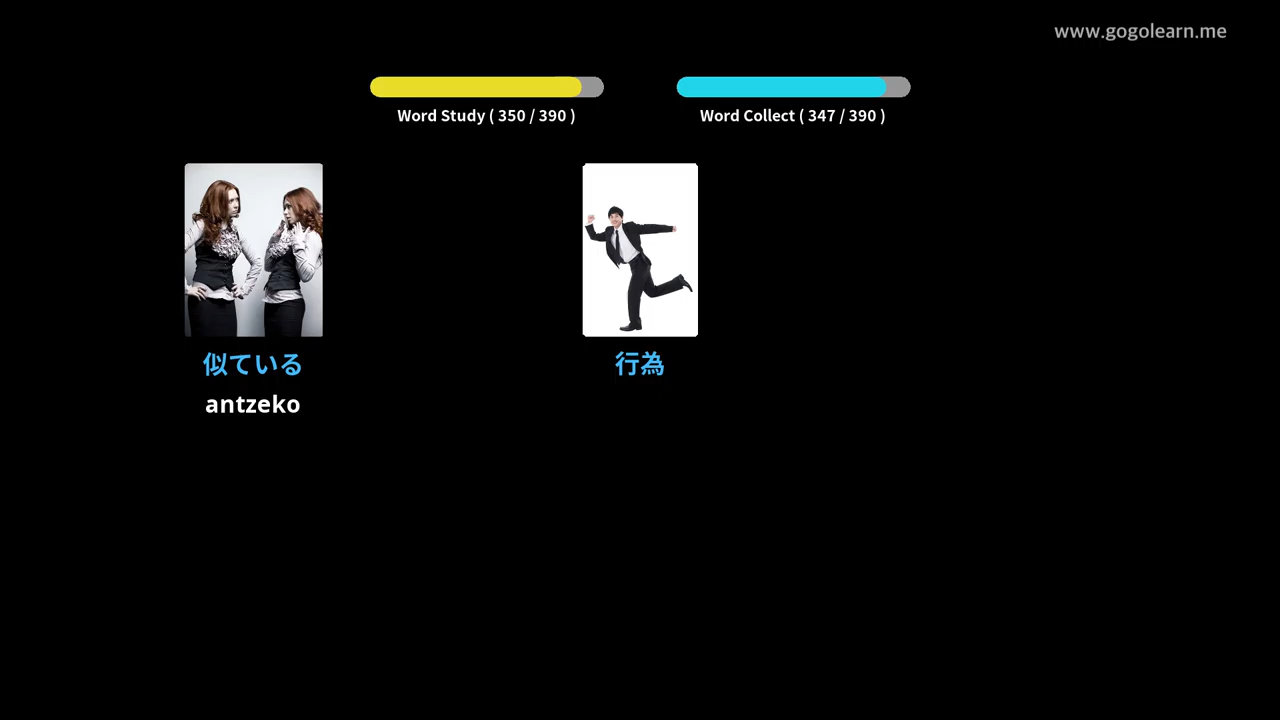 www.gogolearn.me
Word Study ( 350 / 390 )
Word Collect ( 347 / 390 )
似ている
行為
antzeko